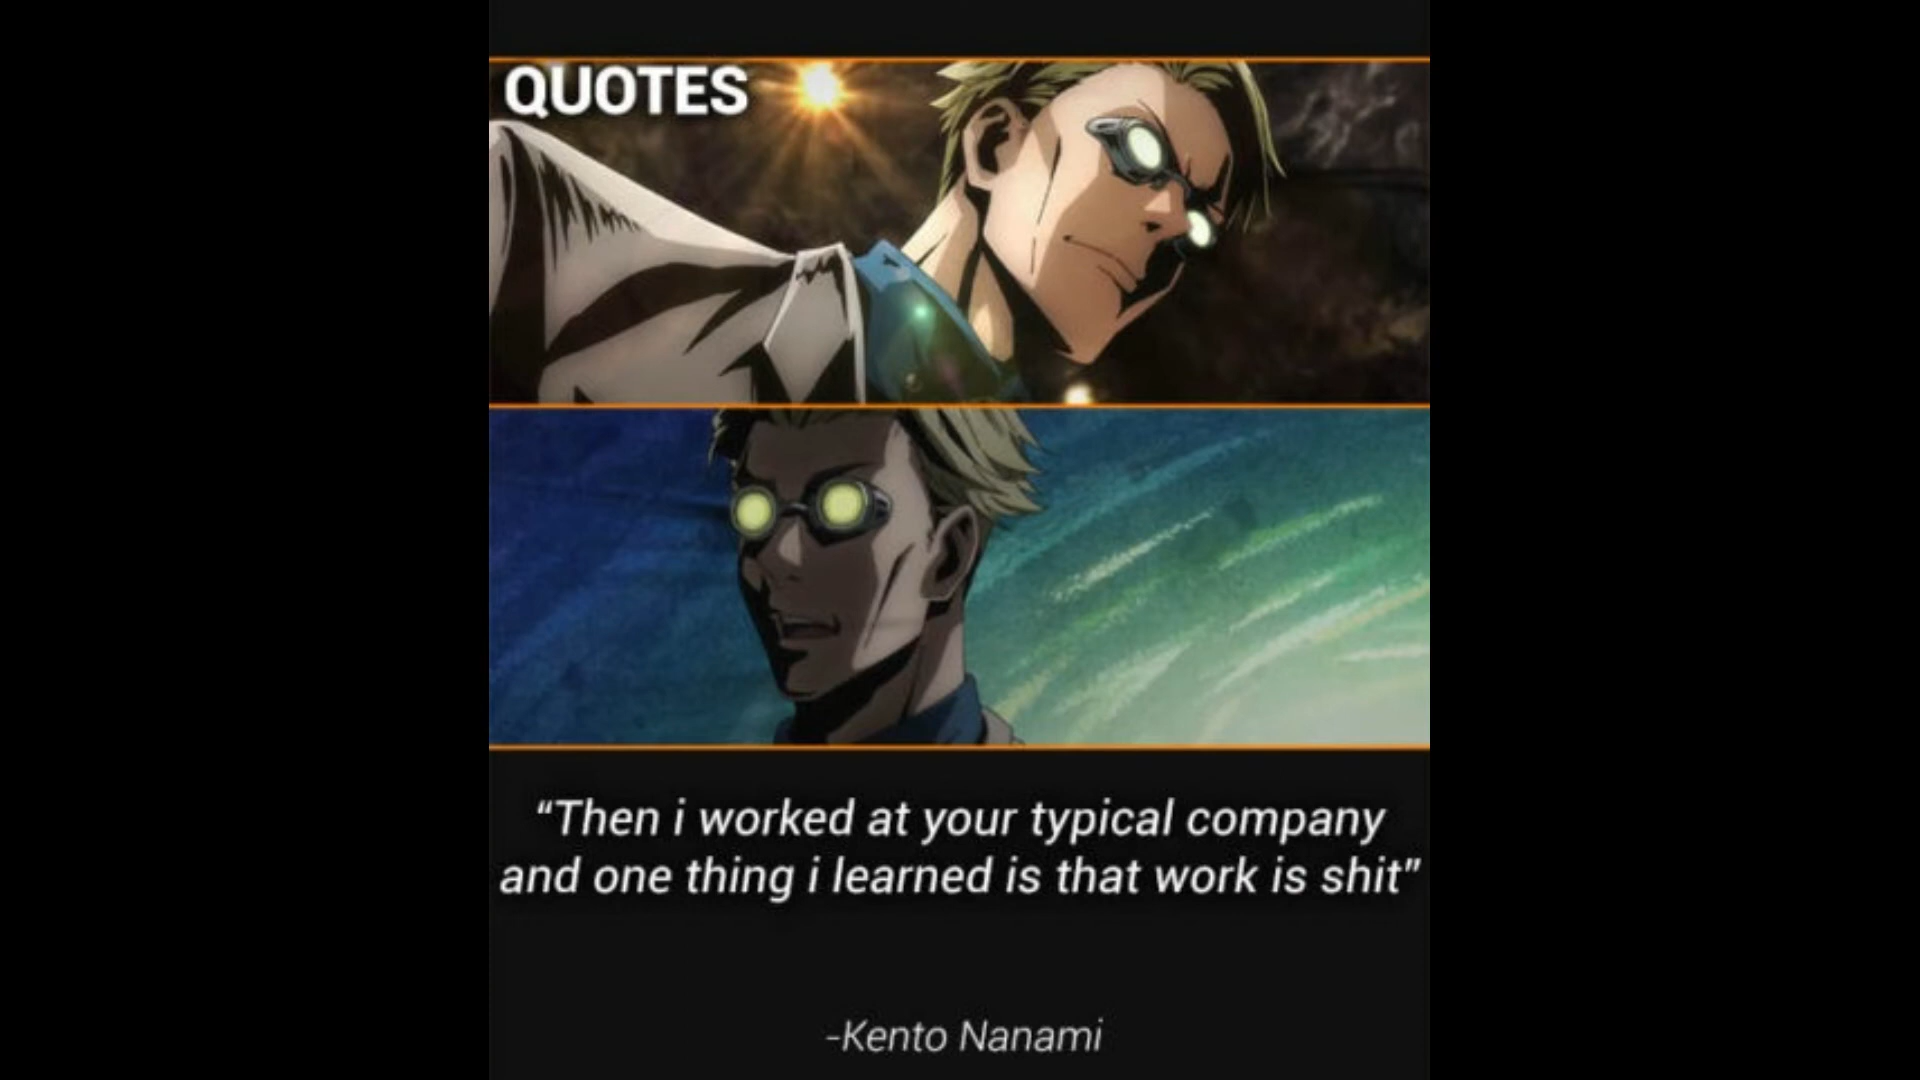 QUOTES
“Then i worked at your typical company
and one thing i learned is that work is shit”
-Kento Nanami